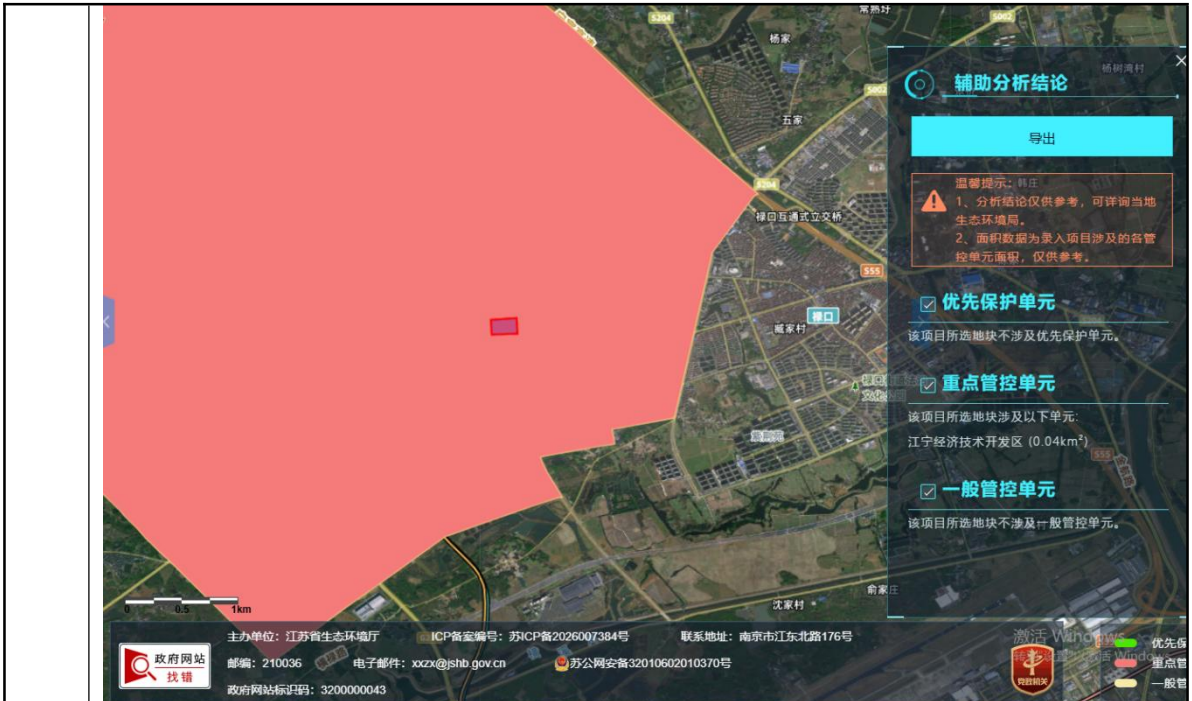 常熟圩
S204
S002
杨家
杨树湾村
S002
五家
S204
禄口互通式立交桥
S55
禄口
臧家村
翠屏苑
S55
俞家庄
沈家村
辅助分析结论
导出
温馨提示：
韩庄
1、分析结论仅供参考，可详询当地
生态环境局。
2、面积数据为录入项目涉及的各管
控单元面积，仅供参考。
优先保护单元
该项目所选地块不涉及优先保护单元。
重点管控单元
该项目所选地块涉及以下单元:
江宁经济技术开发区 (0.04km²)
一般管控单元
该项目所选地块不涉及一般管控单元。
0 0.5 1km
政府网站
找错
主办单位：江苏省生态环境厅 ICP备案编号：苏ICP备2026007384号 联系地址：南京市江东北路176号
邮编：210036 电子邮件：xxzx@jshb.gov.cn 苏公网安备32010602010370号
政府网站标识码：3200000043
党政机关
激活 Windows
优先保
重点管
一般管